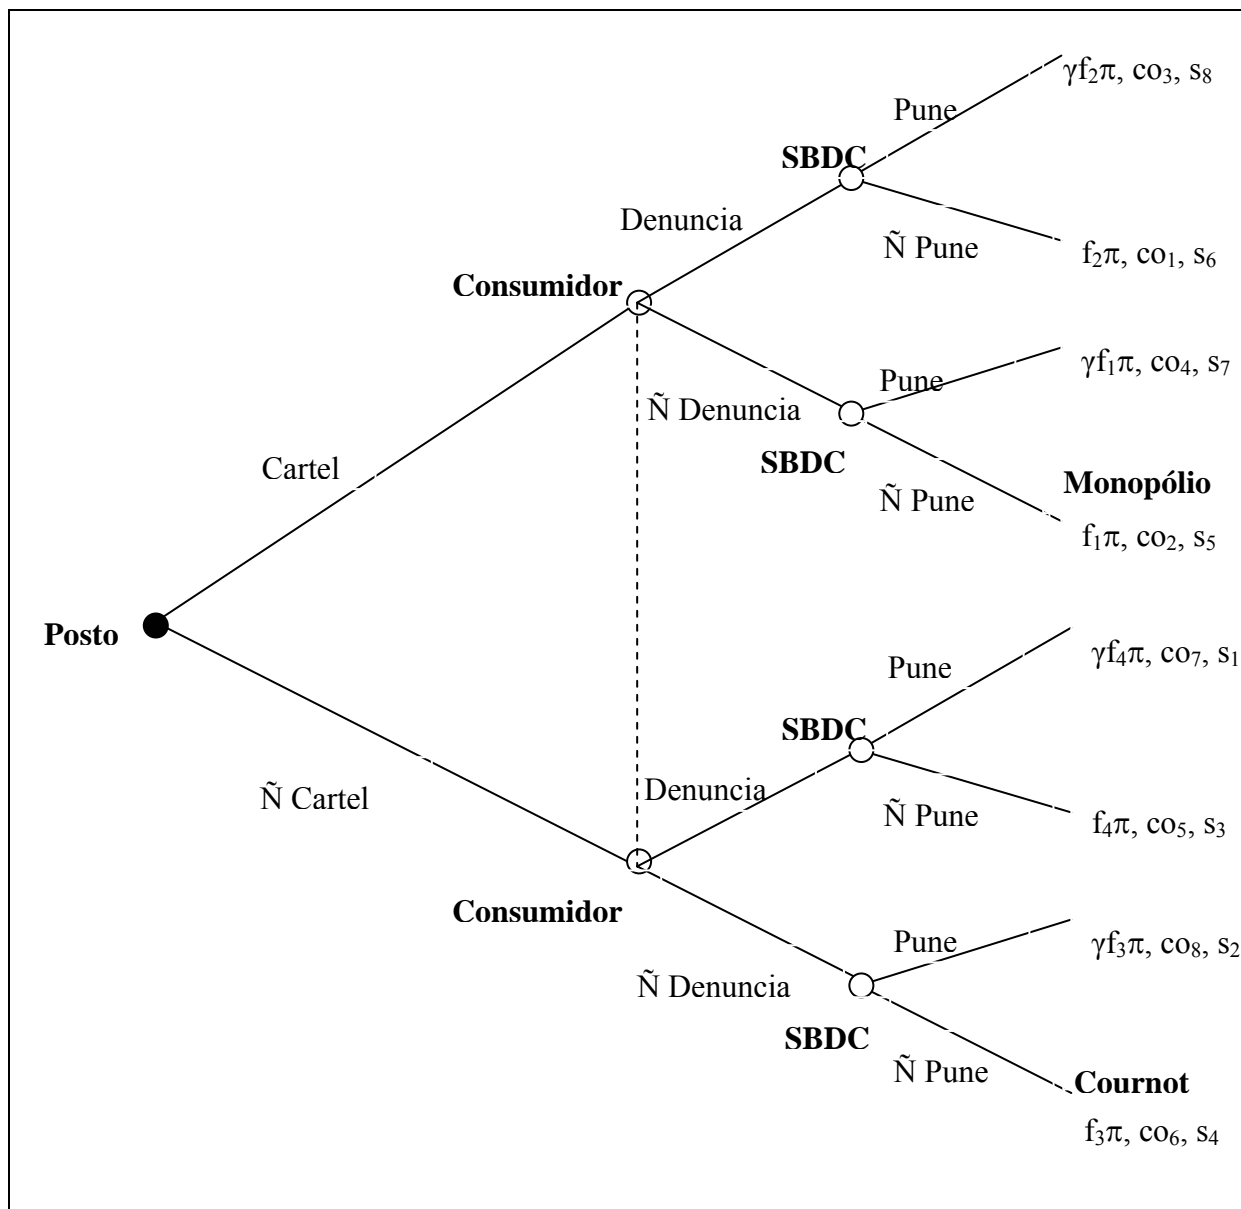 γf₂π, co₃, s₈
Pune
SBDC
Denuncia
Ñ Pune
f₂π, co₁, s₆
Consumidor
Pune
γf₁π, co₄, s₇
Ñ Denuncia
SBDC
Cartel
Monopólio
Ñ Pune
f₁π, co₂, s₅
Posto
Pune
γf₄π, co₇, s₁
SBDC
Ñ Cartel
Denuncia
Ñ Pune
f₄π, co₅, s₃
Consumidor
Pune
γf₃π, co₈, s₂
Ñ Denuncia
SBDC
Ñ Pune
Cournot
f₃π, co₆, s₄